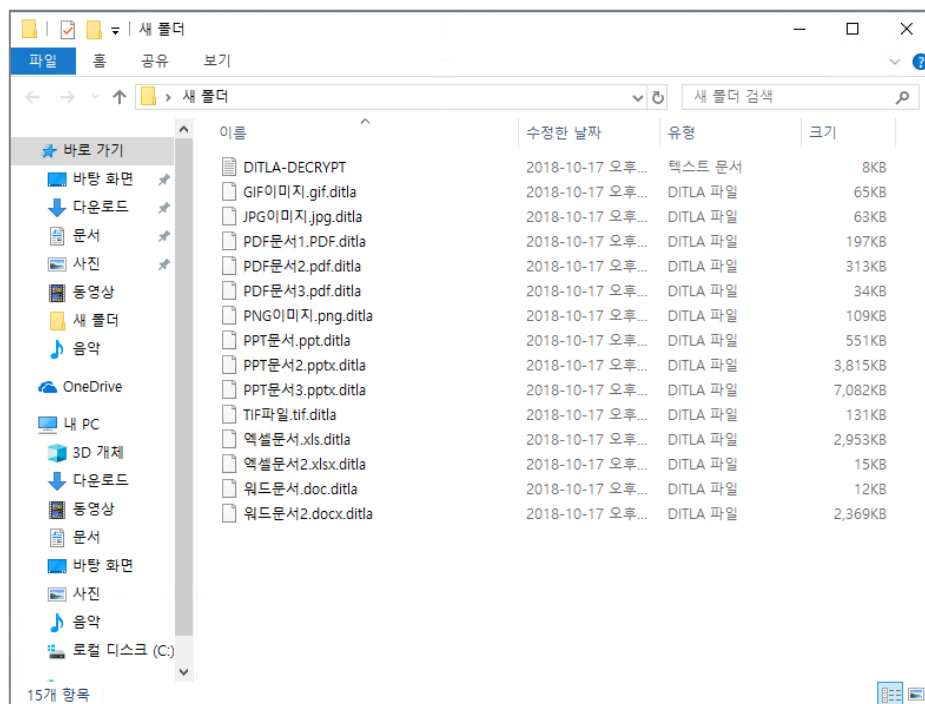 새 폴더
파일 홈 공유 보기
새 폴더 새 폴더 검색
이름 수정한 날짜 유형 크기
바로 가기
바탕 화면
다운로드
문서
사진
동영상
새 폴더
음악
OneDrive
내 PC
3D 개체
다운로드
동영상
문서
바탕 화면
사진
음악
로컬 디스크 (C:)
DITLA-DECRYPT 2018-10-17 오후... 텍스트 문서 8KB
GIF이미지.gif.ditla 2018-10-17 오후... DITLA 파일 65KB
JPG이미지.jpg.ditla 2018-10-17 오후... DITLA 파일 63KB
PDF문서1.PDF.ditla 2018-10-17 오후... DITLA 파일 197KB
PDF문서2.pdf.ditla 2018-10-17 오후... DITLA 파일 313KB
PDF문서3.pdf.ditla 2018-10-17 오후... DITLA 파일 34KB
PNG이미지.png.ditla 2018-10-17 오후... DITLA 파일 109KB
PPT문서.ppt.ditla 2018-10-17 오후... DITLA 파일 551KB
PPT문서2.pptx.ditla 2018-10-17 오후... DITLA 파일 3,815KB
PPT문서3.pptx.ditla 2018-10-17 오후... DITLA 파일 7,082KB
TIF파일.tif.ditla 2018-10-17 오후... DITLA 파일 131KB
엑셀문서.xls.ditla 2018-10-17 오후... DITLA 파일 2,953KB
엑셀문서2.xlsx.ditla 2018-10-17 오후... DITLA 파일 15KB
워드문서.doc.ditla 2018-10-17 오후... DITLA 파일 12KB
워드문서2.docx.ditla 2018-10-17 오후... DITLA 파일 2,369KB
15개 항목